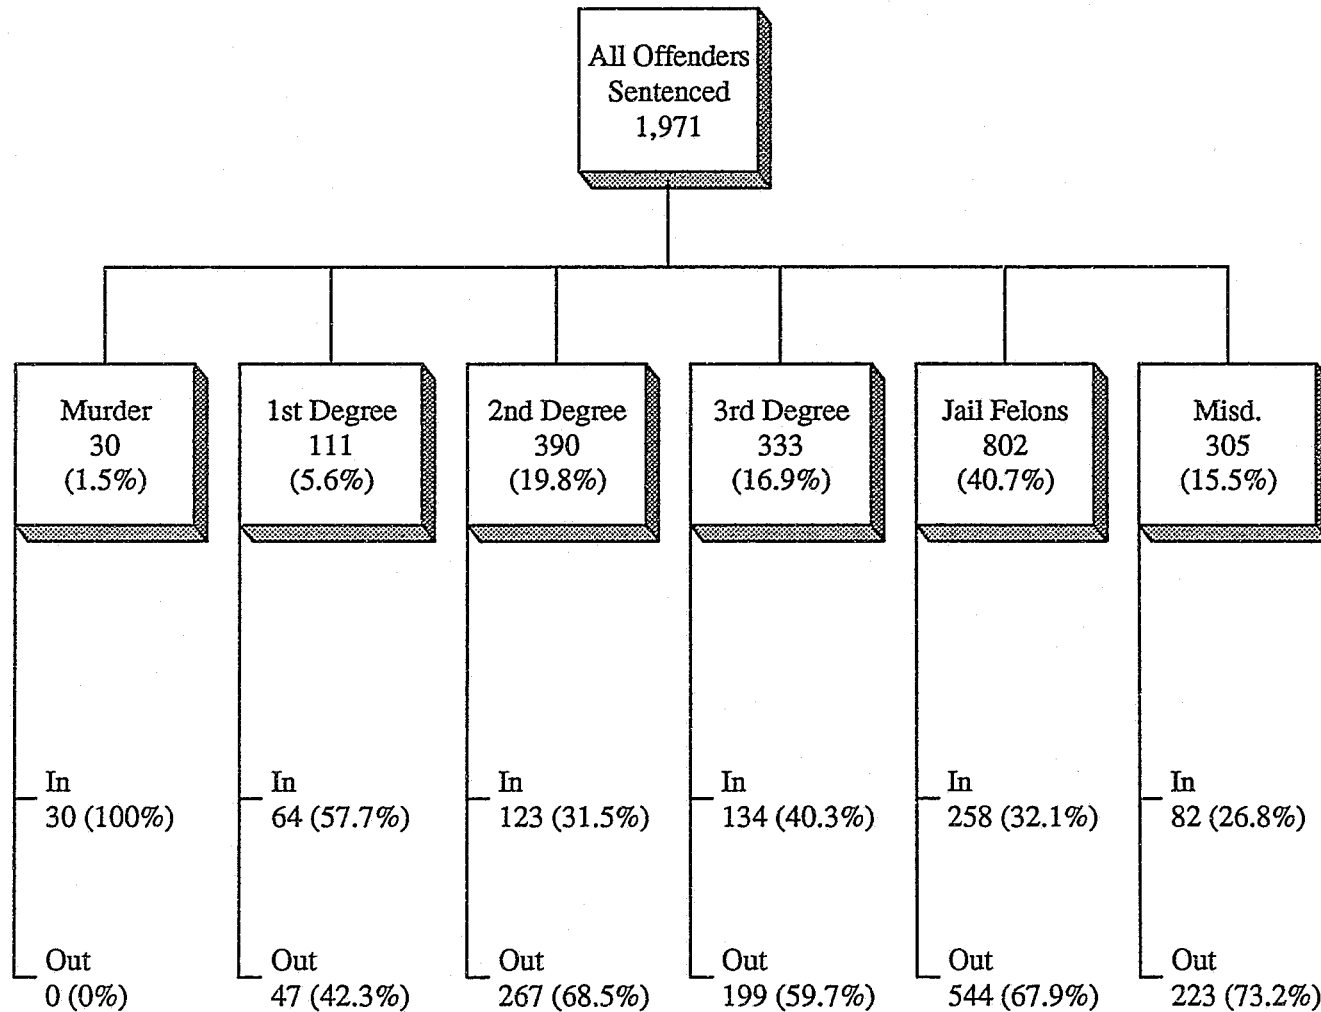 All Offenders
Sentenced
1,971
Murder
30
(1.5%)
1st Degree
111
(5.6%)
2nd Degree
390
(19.8%)
3rd Degree
333
(16.9%)
Jail Felons
802
(40.7%)
Misd.
305
(15.5%)
In
30 (100%)
In
64 (57.7%)
In
123 (31.5%)
In
134 (40.3%)
In
258 (32.1%)
In
82 (26.8%)
Out
0 (0%)
Out
47 (42.3%)
Out
267 (68.5%)
Out
199 (59.7%)
Out
544 (67.9%)
Out
223 (73.2%)